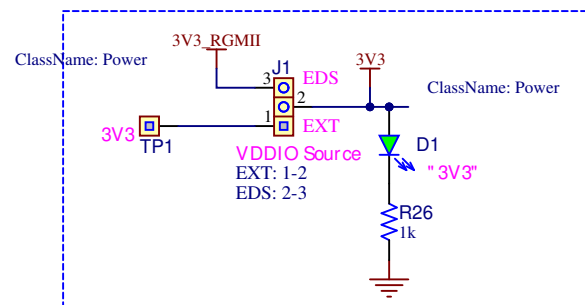 3V3_RGMII
3V3
ClassName: Power
J1
3
EDS
2
ClassName: Power
1
EXT
3V3
TP1
D1
VDDIO Source
"3V3"
EXT: 1-2
EDS: 2-3
R26
1k